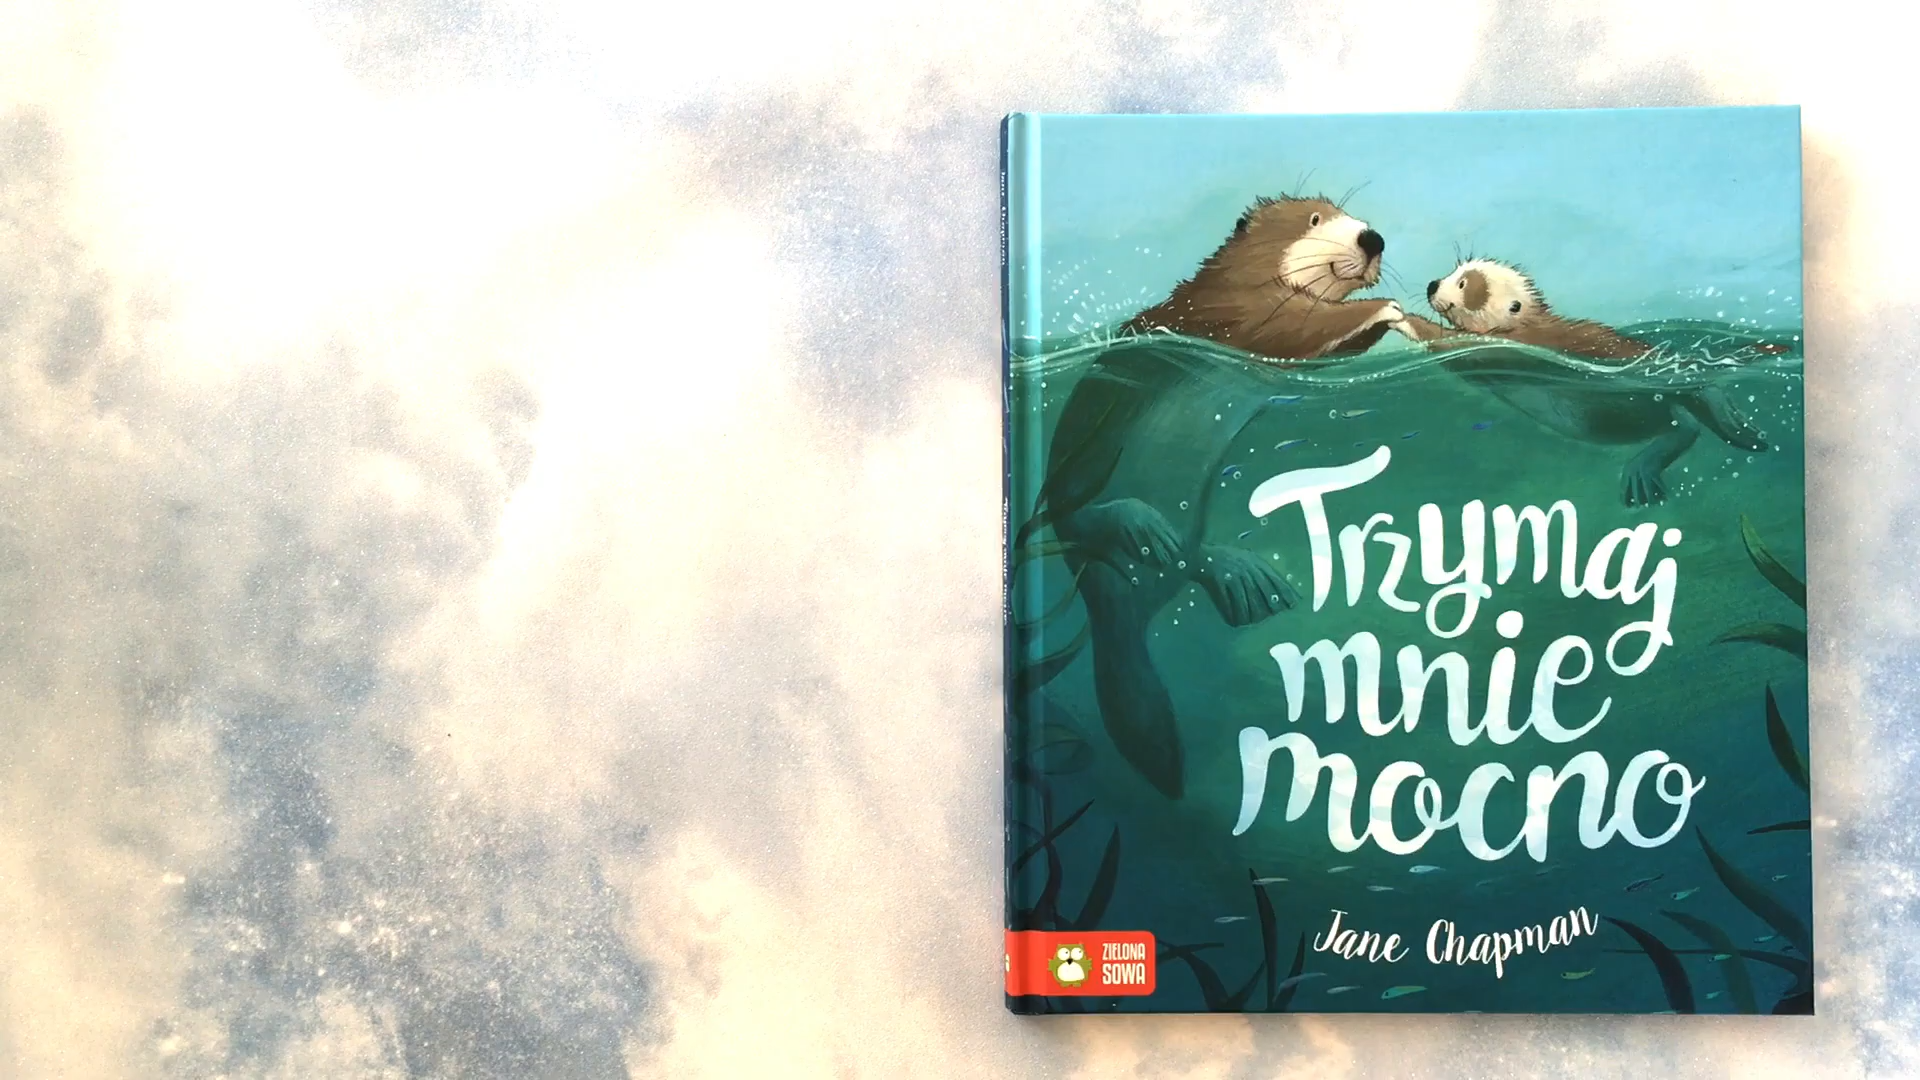 Trzymaj
mnie
mocno
Jane Chapman
ZIELONA
SOWA